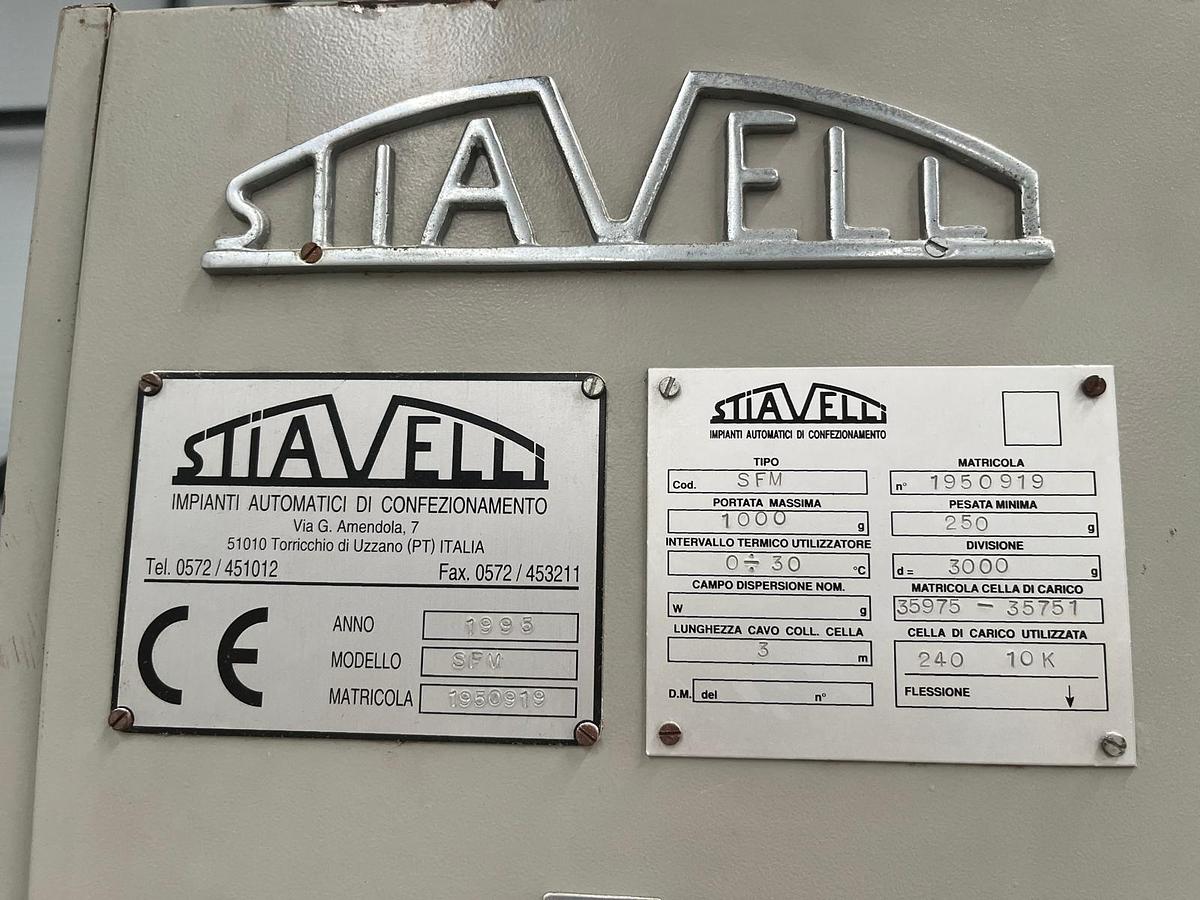 STIAVELLI
STIAVELLI
IMPIANTI AUTOMATICI DI CONFEZIONAMENTO
Via G. Amendola, 7
51010 Torricchio di Uzzano (PT) ITALIA
Tel. 0572 / 451012 Fax. 0572 / 453211
CE
ANNO 1995
MODELLO SFM
MATRICOLA 1950919
STIAVELLI
IMPIANTI AUTOMATICI DI CONFEZIONAMENTO
TIPO MATRICOLA
Cod. SFM n° 1950919
PORTATA MASSIMA PESATA MINIMA
1000 g 250 g
INTERVALLO TERMICO UTILIZZATORE DIVISIONE
0÷30 °C d= 3000 g
CAMPO DISPERSIONE NOM. MATRICOLA CELLA DI CARICO
W g 35975 - 35751
LUNGHEZZA CAVO COLL. CELLA CELLA DI CARICO UTILIZZATA
3 m 240 10K
D.M. del n° FLESSIONE ↓